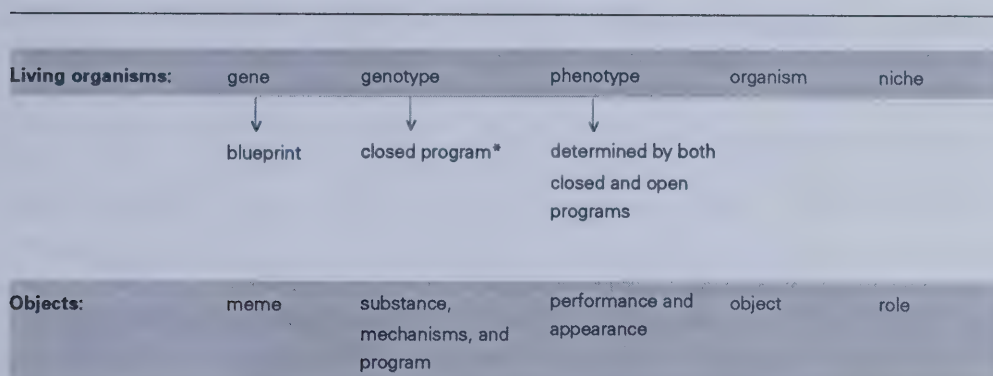 Living organisms: gene genotype phenotype organism niche
blueprint closed program* determined by both
closed and open
programs
Objects: meme substance, performance and object role
mechanisms, and appearance
program